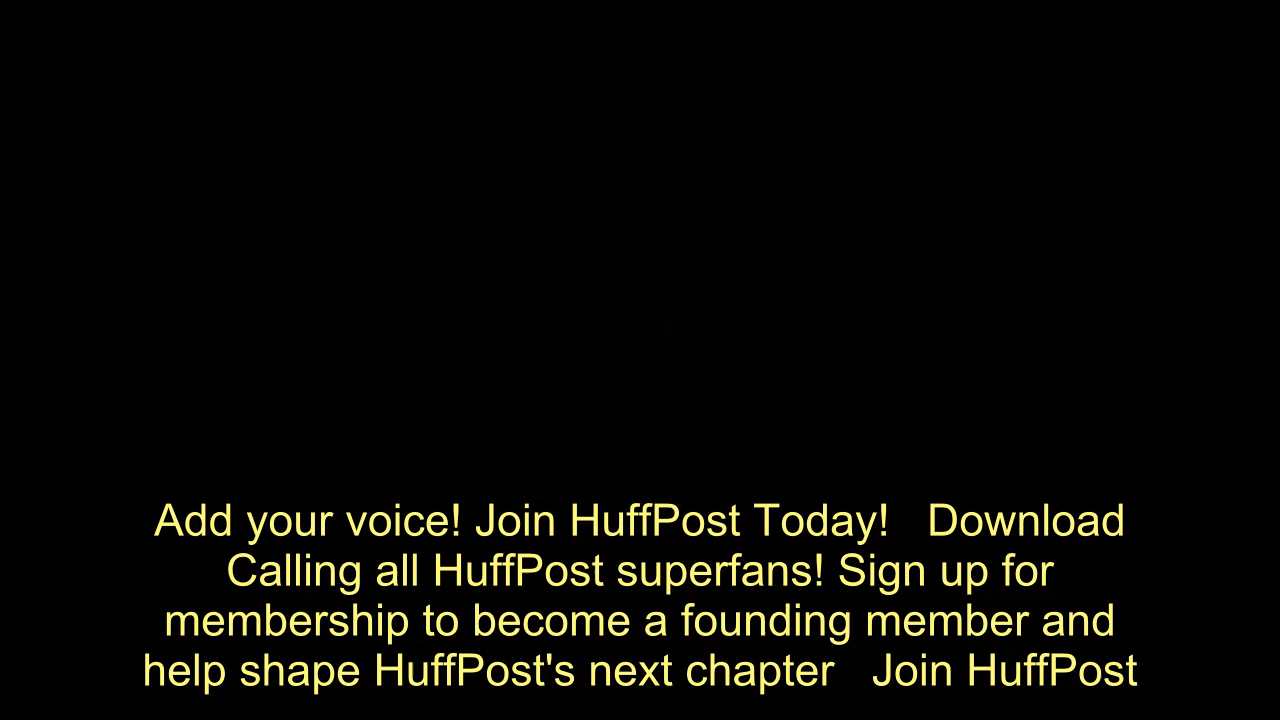 Add your voice! Join HuffPost Today!   Download
Calling all HuffPost superfans! Sign up for
membership to become a founding member and
help shape HuffPost's next chapter   Join HuffPost